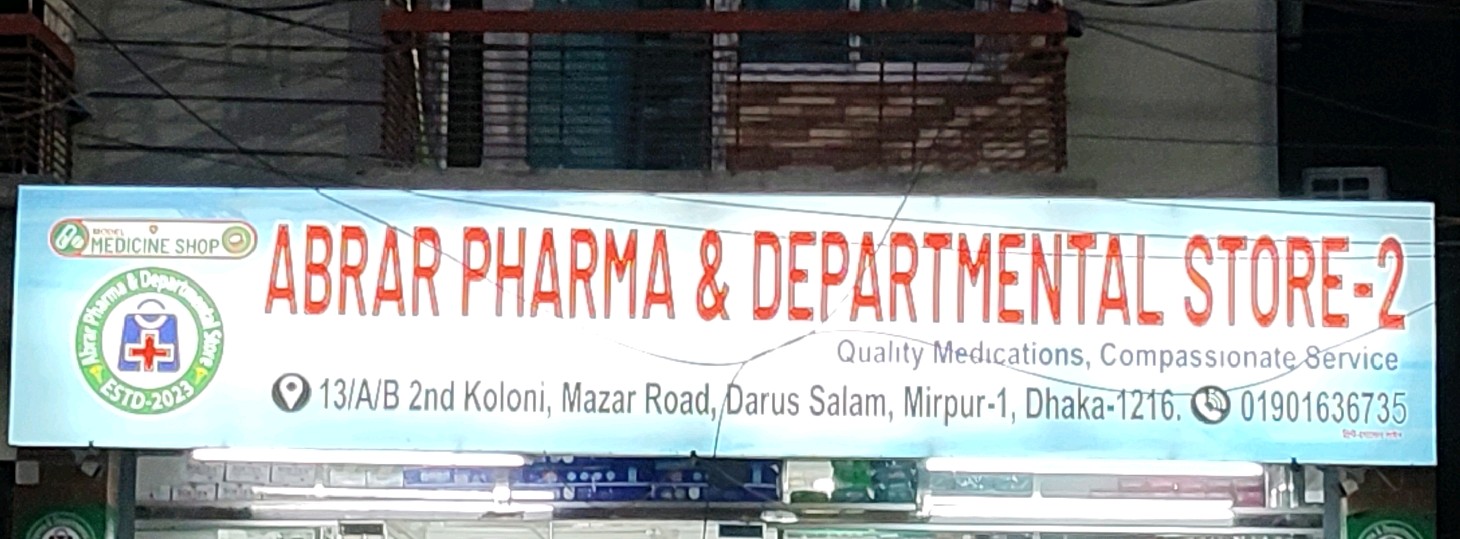 MODEL
MEDICINE SHOP
ABRAR PHARMA & DEPARTMENTAL STORE-2
Abrar Pharma & Departmental Store
ESTD-2023
Quality Medications, Compassionate Service
13/A/B 2nd Koloni, Mazar Road, Darus Salam, Mirpur-1, Dhaka-1216. 01901636735